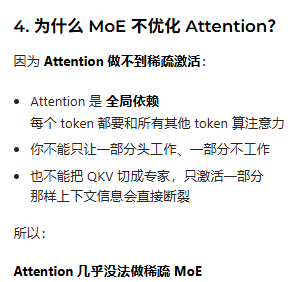 4. 为什么 MoE 不优化 Attention?
因为 Attention 做不到稀疏激活：
• Attention 是 全局依赖
每个 token 都要和所有其他 token 算注意力
• 你不能只让一部分头工作、一部分不工作
• 也不能把 QKV 切成专家，只激活一部分
那样上下文信息会直接断裂
所以：
Attention 几乎没法做稀疏 MoE